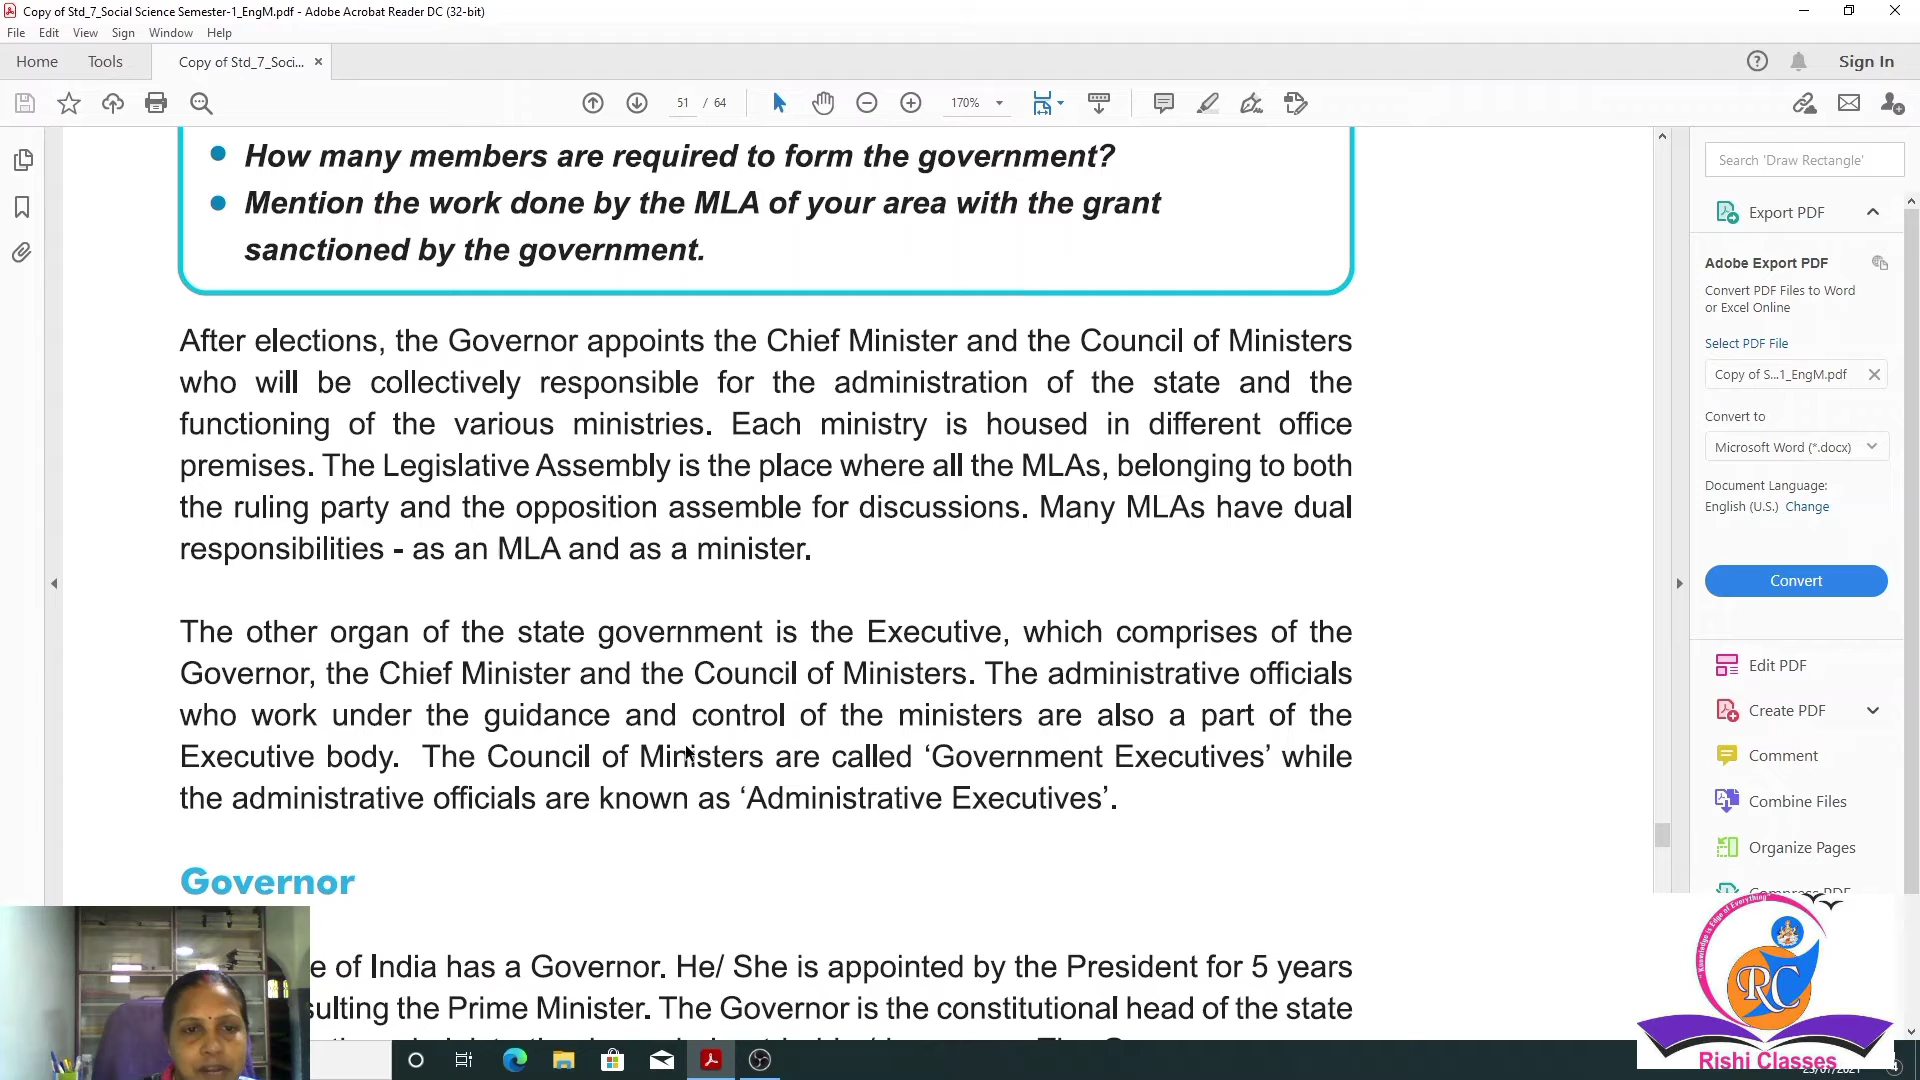 Copy of Std_7_Social Science Semester-1_EngM.pdf - Adobe Acrobat Reader DC (32-bit)
File Edit View Sign Window Help
Home Tools Copy of Std_7_Soci... ×
Sign In
51 / 64 170%
How many members are required to form the government?
Mention the work done by the MLA of your area with the grant
sanctioned by the government.
After elections, the Governor appoints the Chief Minister and the Council of Ministers
who will be collectively responsible for the administration of the state and the
functioning of the various ministries. Each ministry is housed in different office
premises. The Legislative Assembly is the place where all the MLAs, belonging to both
the ruling party and the opposition assemble for discussions. Many MLAs have dual
responsibilities - as an MLA and as a minister.
The other organ of the state government is the Executive, which comprises of the
Governor, the Chief Minister and the Council of Ministers. The administrative officials
who work under the guidance and control of the ministers are also a part of the
Executive body. The Council of Ministers are called ‘Government Executives’ while
the administrative officials are known as ‘Administrative Executives’.
Governor
e of India has a Governor. He/ She is appointed by the President for 5 years
sulting the Prime Minister. The Governor is the constitutional head of the state
Search 'Draw Rectangle'
Export PDF
Adobe Export PDF
Convert PDF Files to Word
or Excel Online
Select PDF File
Copy of S...1_EngM.pdf
Convert to
Microsoft Word (*.docx)
Document Language:
English (U.S.) Change
Convert
Edit PDF
Create PDF
Comment
Combine Files
Organize Pages
Compress PDF
"Knowledge is Edge of Everything"
RC
Rishi Classes